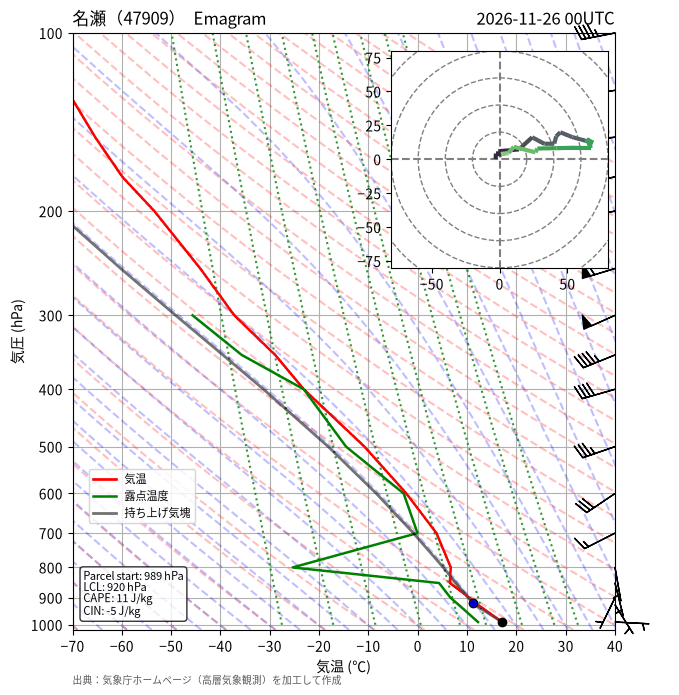 名瀬（47909） Emagram
2026-11-26 00UTC
100
200
300
400
500
600
700
800
900
1000
気圧 (hPa)
75
50
25
0
−25
−50
−75
−50
0
50
気温
露点温度
持ち上げ気塊
Parcel start: 989 hPa
LCL: 920 hPa
CAPE: 11 J/kg
CIN: -5 J/kg
−70
−60
−50
−40
−30
−20
−10
0
10
20
30
40
気温 (°C)
出典：気象庁ホームページ（高層気象観測）を加工して作成